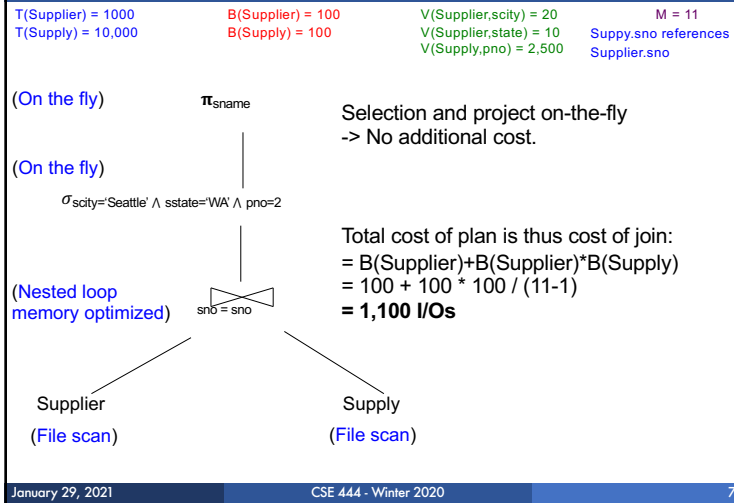 T(Supplier) = 1000
T(Supply) = 10,000
B(Supplier) = 100
B(Supply) = 100
V(Supplier,scity) = 20
V(Supplier,state) = 10
V(Supply,pno) = 2,500
M = 11
Suppy.sno references
Supplier.sno
(On the fly)
π sname
Selection and project on-the-fly
-> No additional cost.
(On the fly)
σ scity=‘Seattle’ ∧ sstate=‘WA’ ∧ pno=2
Total cost of plan is thus cost of join:
= B(Supplier)+B(Supplier)*B(Supply)
= 100 + 100 * 100 / (11-1)
= 1,100 I/Os
(Nested loop
memory optimized)
sno = sno
Supplier
(File scan)
Supply
(File scan)
January 29, 2021
CSE 444 - Winter 2020
7